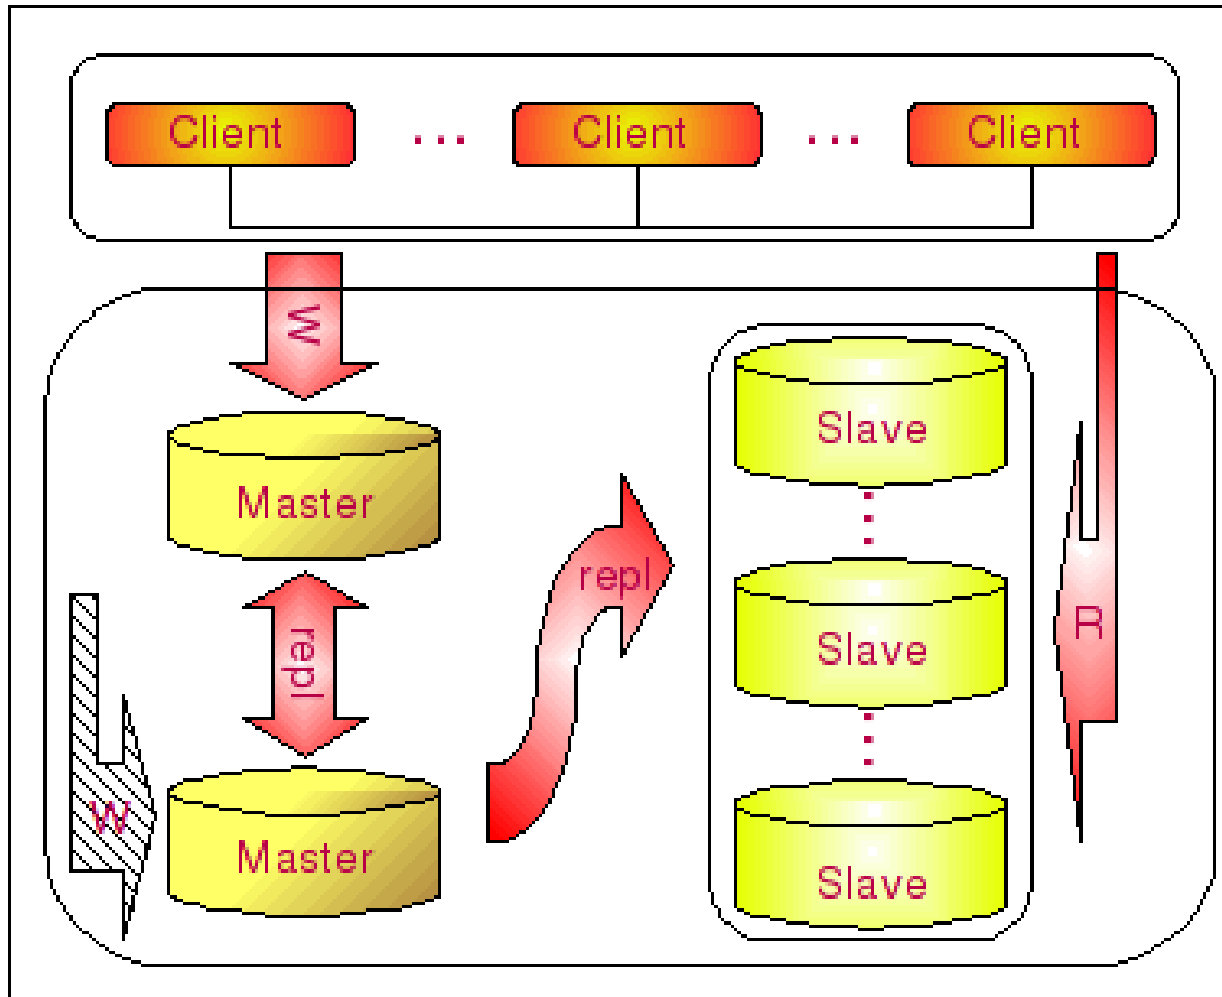 Client ... Client ... Client
W
Master
repl
W
Master
repl
Slave
Slave
Slave
R